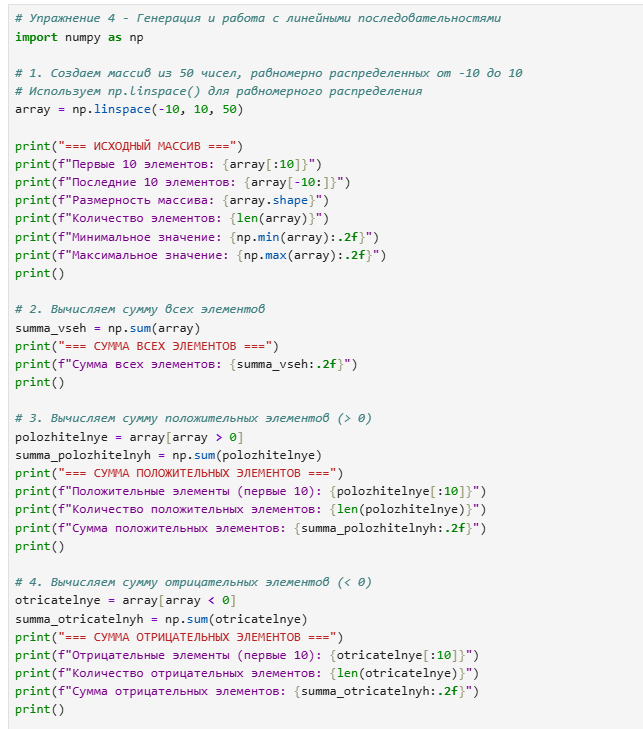 # Упражнение 4 - Генерация и работа с линейными последовательностями
import numpy as np
# 1. Создаем массив из 50 чисел, равномерно распределенных от -10 до 10
# Используем np.linspace() для равномерного распределения
array = np.linspace(-10, 10, 50)
print("=== ИСХОДНЫЙ МАССИВ ===")
print(f"Первые 10 элементов: {array[:10]}")
print(f"Последние 10 элементов: {array[-10:]}")
print(f"Размерность массива: {array.shape}")
print(f"Количество элементов: {len(array)}")
print(f"Минимальное значение: {np.min(array):.2f}")
print(f"Максимальное значение: {np.max(array):.2f}")
print()
# 2. Вычисляем сумму всех элементов
summa_vseh = np.sum(array)
print("=== СУММА ВСЕХ ЭЛЕМЕНТОВ ===")
print(f"Сумма всех элементов: {summa_vseh:.2f}")
print()
# 3. Вычисляем сумму положительных элементов (> 0)
polozhitelnye = array[array > 0]
summa_polozhitelnyh = np.sum(polozhitelnye)
print("=== СУММА ПОЛОЖИТЕЛЬНЫХ ЭЛЕМЕНТОВ ===")
print(f"Положительные элементы (первые 10): {polozhitelnye[:10]}")
print(f"Количество положительных элементов: {len(polozhitelnye)}")
print(f"Сумма положительных элементов: {summa_polozhitelnyh:.2f}")
print()
# 4. Вычисляем сумму отрицательных элементов (< 0)
otricatelnye = array[array < 0]
summa_otricatelnyh = np.sum(otricatelnye)
print("=== СУММА ОТРИЦАТЕЛЬНЫХ ЭЛЕМЕНТОВ ===")
print(f"Отрицательные элементы (первые 10): {otricatelnye[:10]}")
print(f"Количество отрицательных элементов: {len(otricatelnye)}")
print(f"Сумма отрицательных элементов: {summa_otricatelnyh:.2f}")
print()